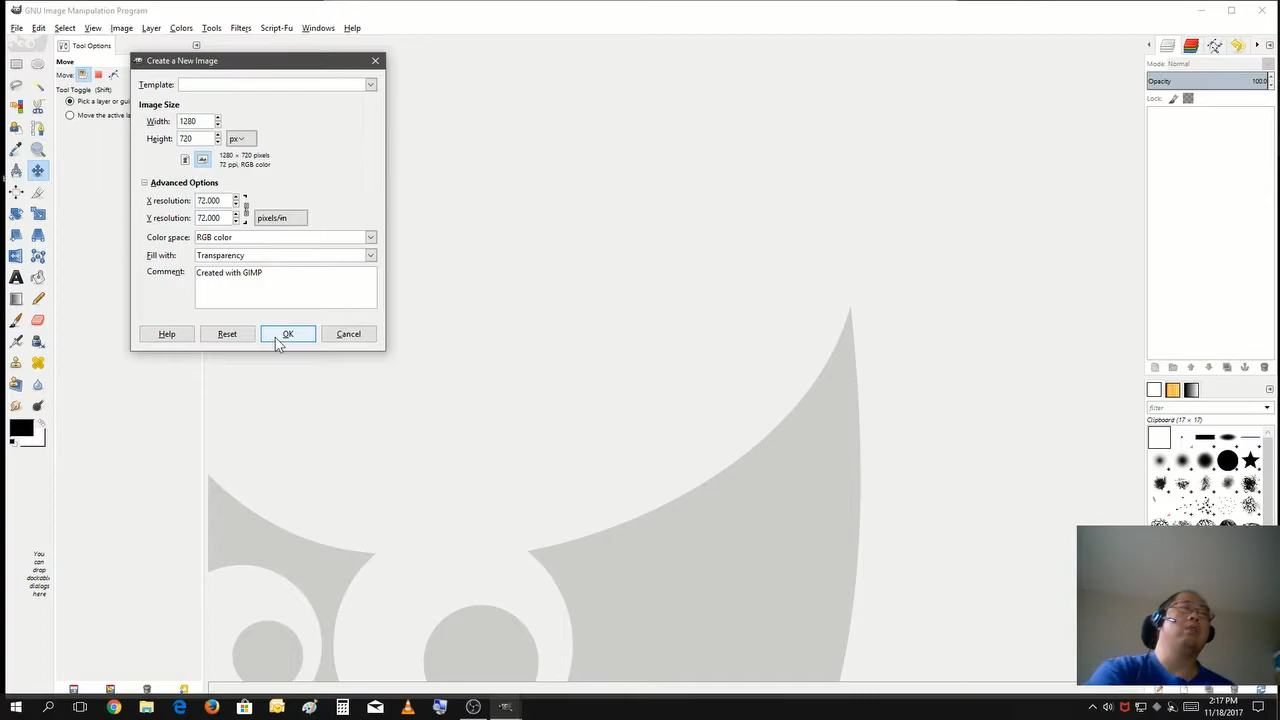 GNU Image Manipulation Program
File Edit Select View Image Layer Colors Tools Filters Script-Fu Windows Help
Tool Options
Move
Move:
Tool Toggle (Shift)
Pick a layer or gui
Move the active la
Create a New Image
Template:
Image Size
Width: 1280
Height: 720 px
1280 × 720 pixels
72 ppi, RGB color
Advanced Options
X resolution: 72.000
Y resolution: 72.000 pixels/in
Color space: RGB color
Fill with: Transparency
Comment: Created with GIMP
Help Reset OK Cancel
Mode: Normal
Opacity 100.0
Lock:
filter
Clipboard (17 × 17)
You
can
drop
dockable
dialogs
here
2:17 PM
11/18/2017